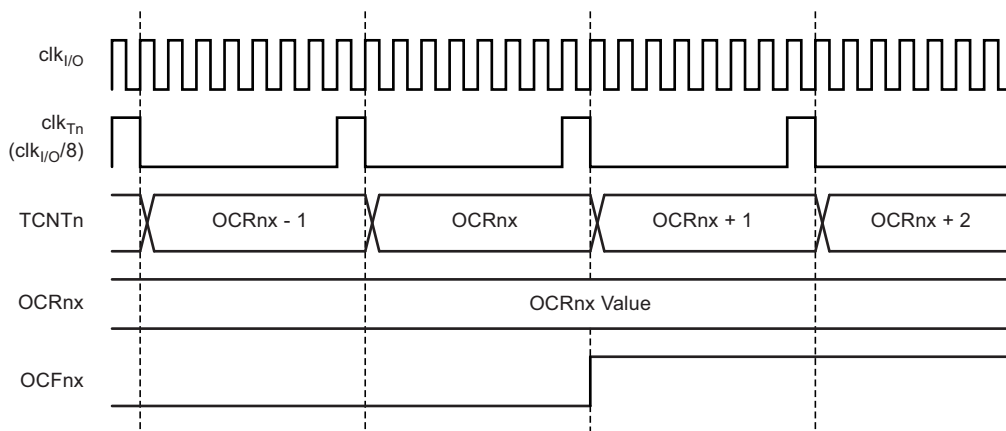 clkI/O
clkTn
(clkI/O/8)
TCNTn
OCRnx - 1
OCRnx
OCRnx + 1
OCRnx + 2
OCRnx
OCRnx Value
OCFnx